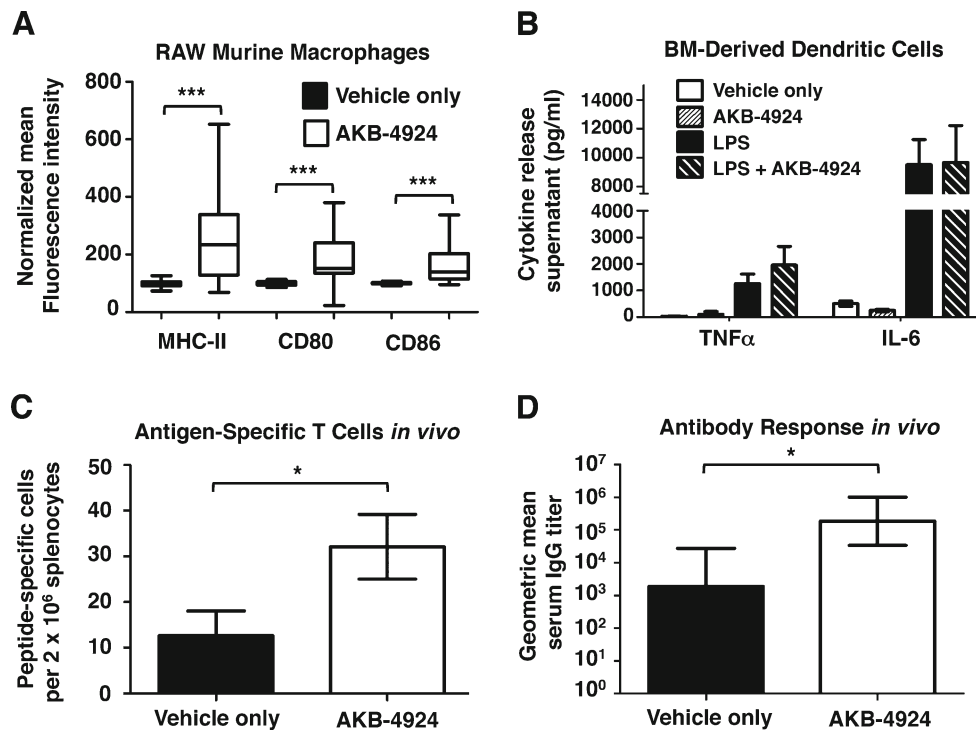 A
RAW Murine Macrophages
Normalized mean
Fluorescence intensity
800
600
400
200
0
***
***
***
Vehicle only
AKB-4924
MHC-II
CD80
CD86
B
BM-Derived Dendritic Cells
Cytokine release
supernatant (pg/ml)
14000
12000
10000
8000
4000
3000
2000
1000
0
Vehicle only
AKB-4924
LPS
LPS + AKB-4924
TNFα
IL-6
C
Antigen-Specific T Cells in vivo
Peptide-specific cells
per 2 x 10⁶ splenocytes
50
40
30
20
10
0
*
Vehicle only
AKB-4924
D
Antibody Response in vivo
Geometric mean
serum IgG titer
10⁷
10⁶
10⁵
10⁴
10³
10²
10¹
10⁰
*
Vehicle only
AKB-4924